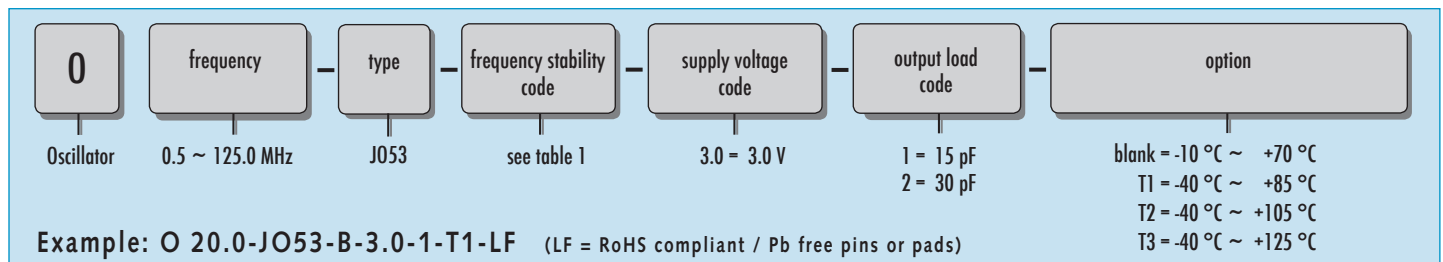 O
frequency
–
type
–
frequency stability
code
–
supply voltage
code
–
output load
code
–
option
Oscillator
0.5 ~ 125.0 MHz
JO53
see table 1
3.0 = 3.0 V
1 = 15 pF
2 = 30 pF
blank = -10 °C ~ +70 °C
T1 = -40 °C ~ +85 °C
T2 = -40 °C ~ +105 °C
T3 = -40 °C ~ +125 °C
Example: O 20.0-JO53-B-3.0-1-T1-LF (LF = RoHS compliant / Pb free pins or pads)